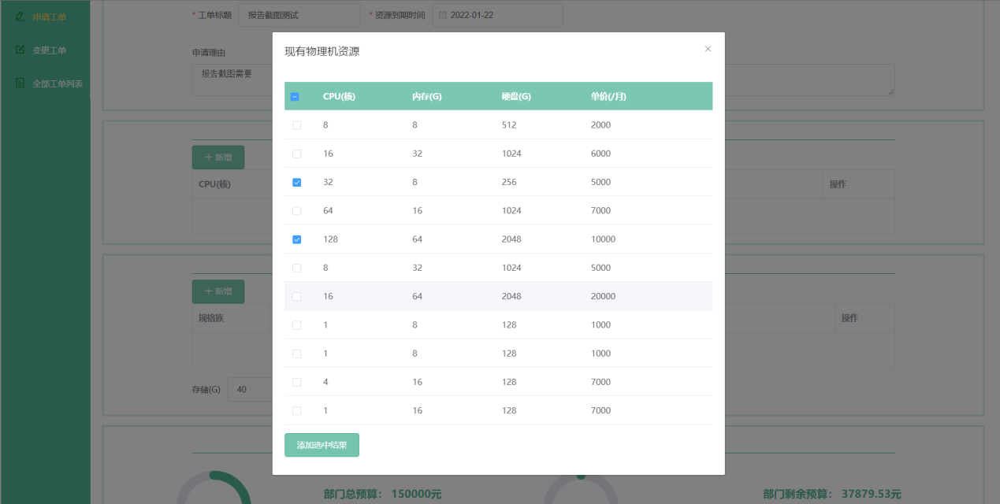 申请工单
变更工单
全部工单列表
* 工单标题 报告截图测试 * 资源到期时间 2022-01-22
申请理由
报告截图需要
现有物理机资源
CPU(核) 内存(G) 硬盘(G) 单价(/月)
8 8 512 2000
16 32 1024 6000
32 8 256 5000
64 16 1024 7000
128 64 2048 10000
8 32 1024 5000
16 64 2048 20000
1 8 128 1000
1 8 128 1000
4 16 128 7000
1 16 128 7000
添加选中结果
+ 新增
CPU(核) 操作
+ 新增
规格族 操作
存储(G) 40
部门总预算: 150000元 部门剩余预算: 37879.53元